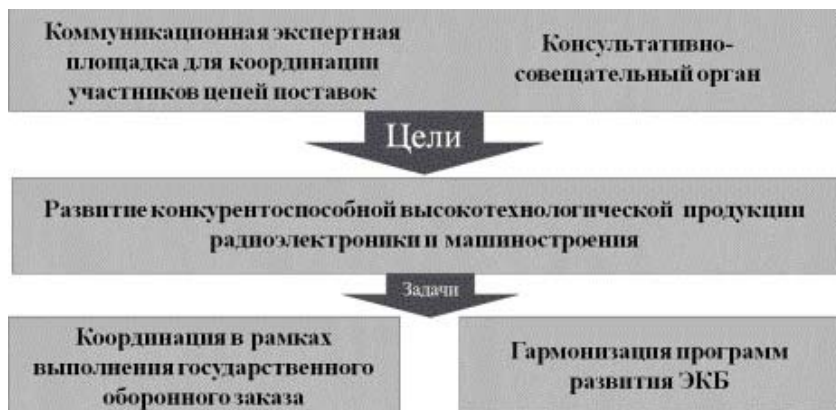 Коммуникационная экспертная
площадка для координации
участников цепей поставок
Консультативно-
совещательный орган
Цели
Развитие конкурентоспособной высокотехнологической продукции
радиоэлектроники и машиностроения
Задачи
Координация в рамках
выполнения государственного
оборонного заказа
Гармонизация программ
развития ЭКБ